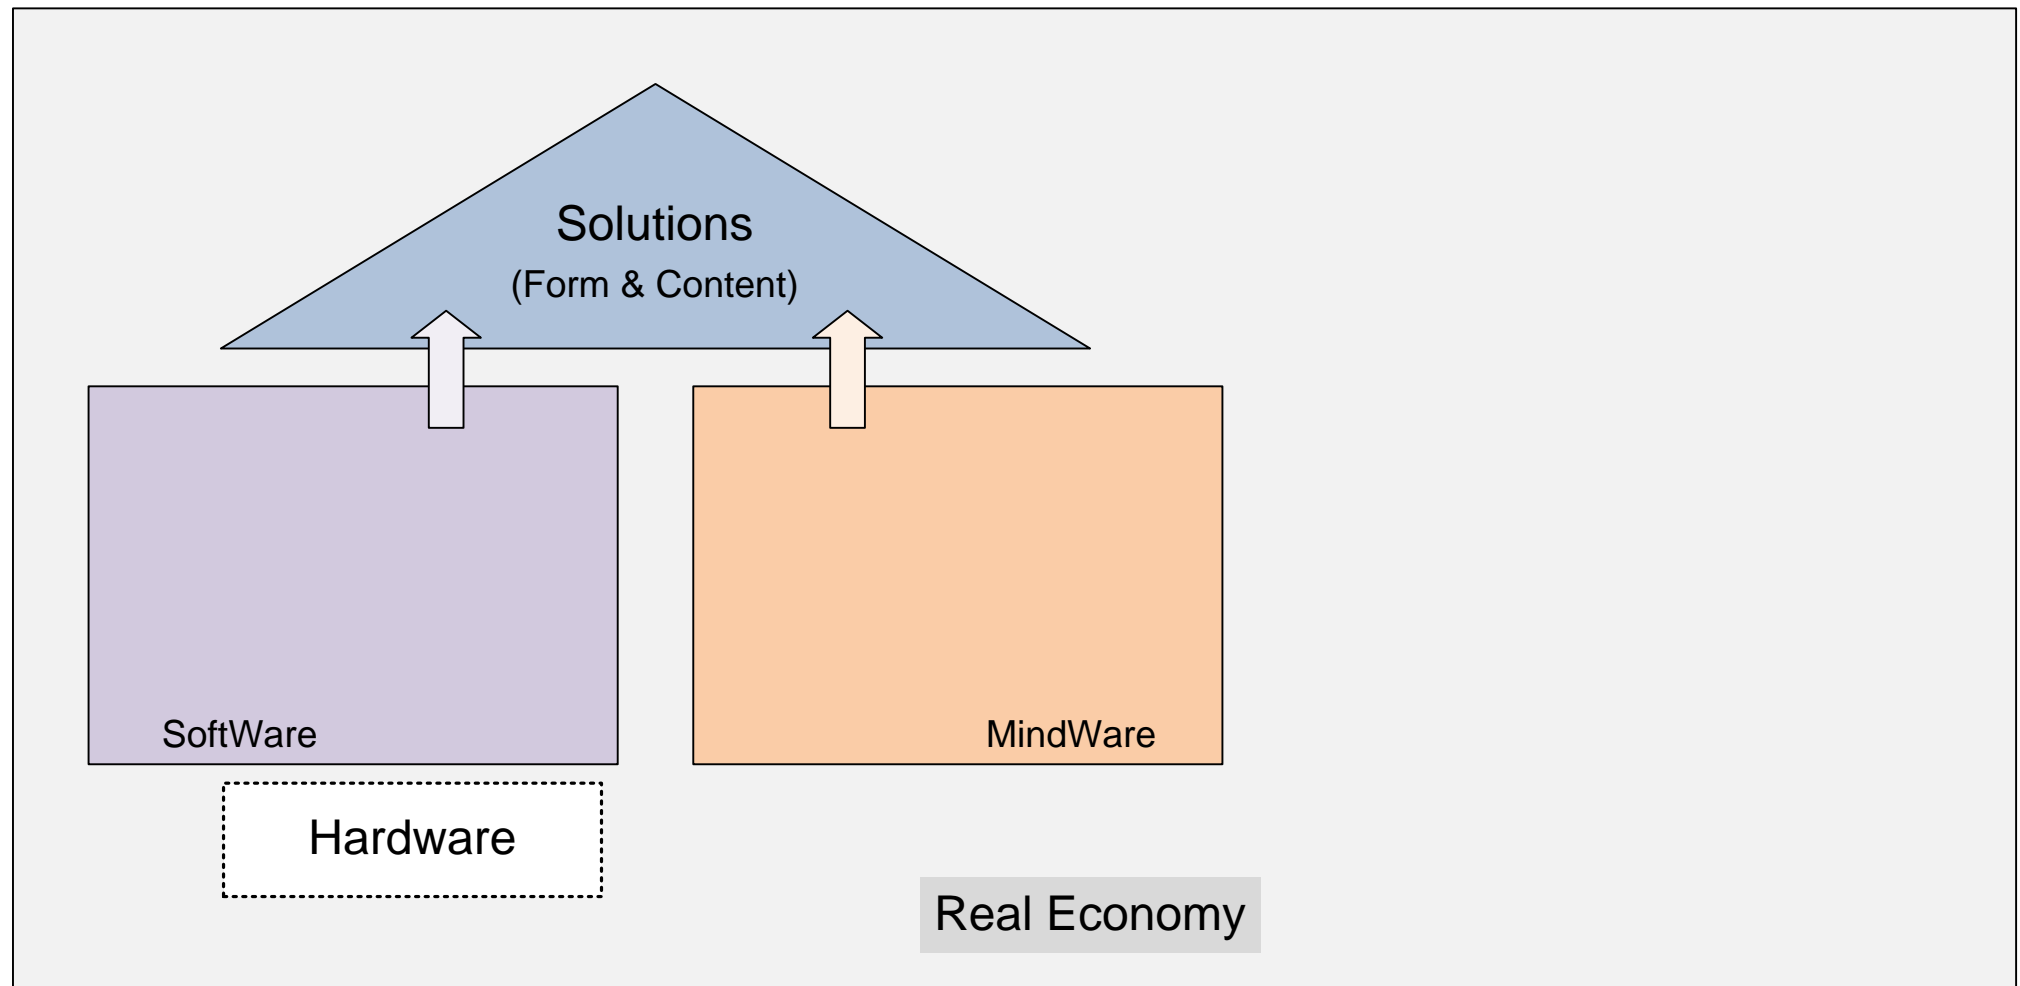 Solutions
(Form & Content)
SoftWare
MindWare
Hardware
Real Economy